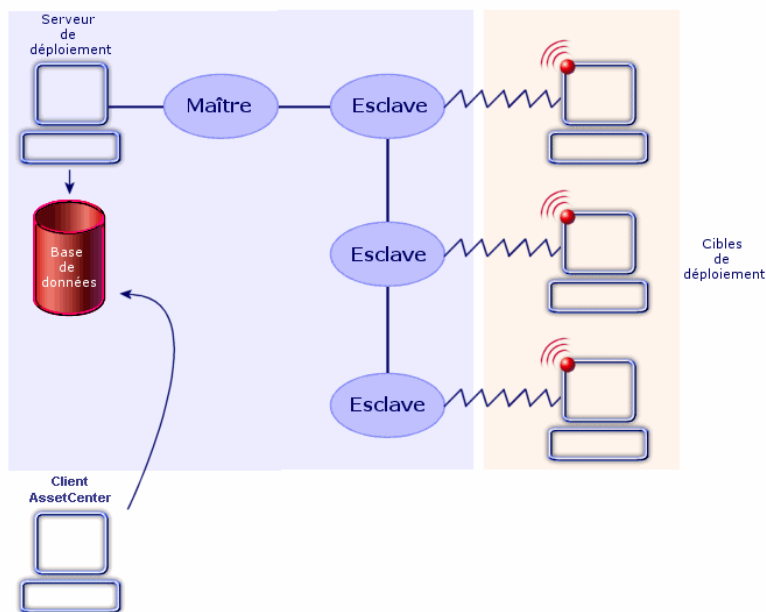 Serveur
de
déploiement
Maître
Esclave
Base
de
données
Esclave
Cibles
de
déploiement
Esclave
Client
AssetCenter